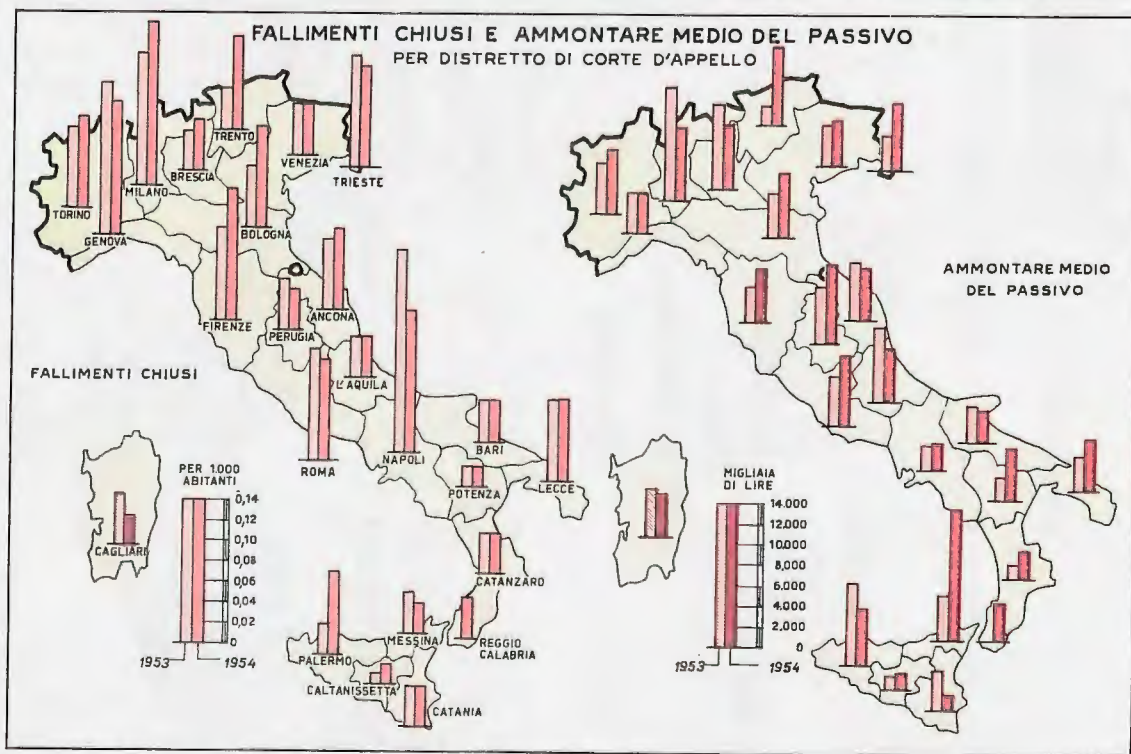 FALLIMENTI CHIUSI E AMMONTARE MEDIO DEL PASSIVO
PER DISTRETTO DI CORTE D'APPELLO
TRENTO
VENEZIA
BRESCIA
TRIESTE
MILANO
TORINO
GENOVA
BOLOGNA
FIRENZE
ANCONA
PERUGIA
L'AQUILA
FALLIMENTI CHIUSI
ROMA
NAPOLI
BARI
POTENZA
LECCE
CAGLIARI
PER 1.000
ABITANTI
0,14
0,12
0,10
0,08
0,06
0,04
0,02
0
1953
1954
CATANZARO
MESSINA
REGGIO
CALABRIA
PALERMO
CALTANISSETTA
CATANIA
AMMONTARE MEDIO
DEL PASSIVO
MIGLIAIA
DI LIRE
14.000
12.000
10.000
8.000
6.000
4.000
2.000
0
1953
1954